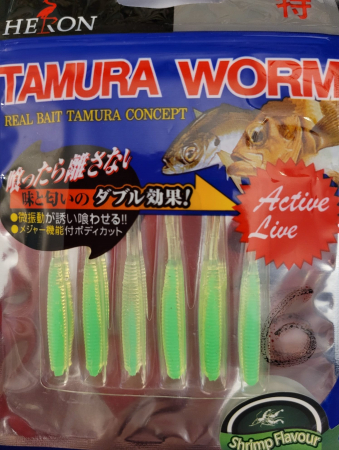 HERON
特
TAMURA WORM
REAL BAIT TAMURA CONCEPT
喰ったら離さない
味と匂いのダブル効果!
●微振動が誘い喰わせる!!
●メジャー機能付ボディカット
Active
Live
Shrimp Flavour